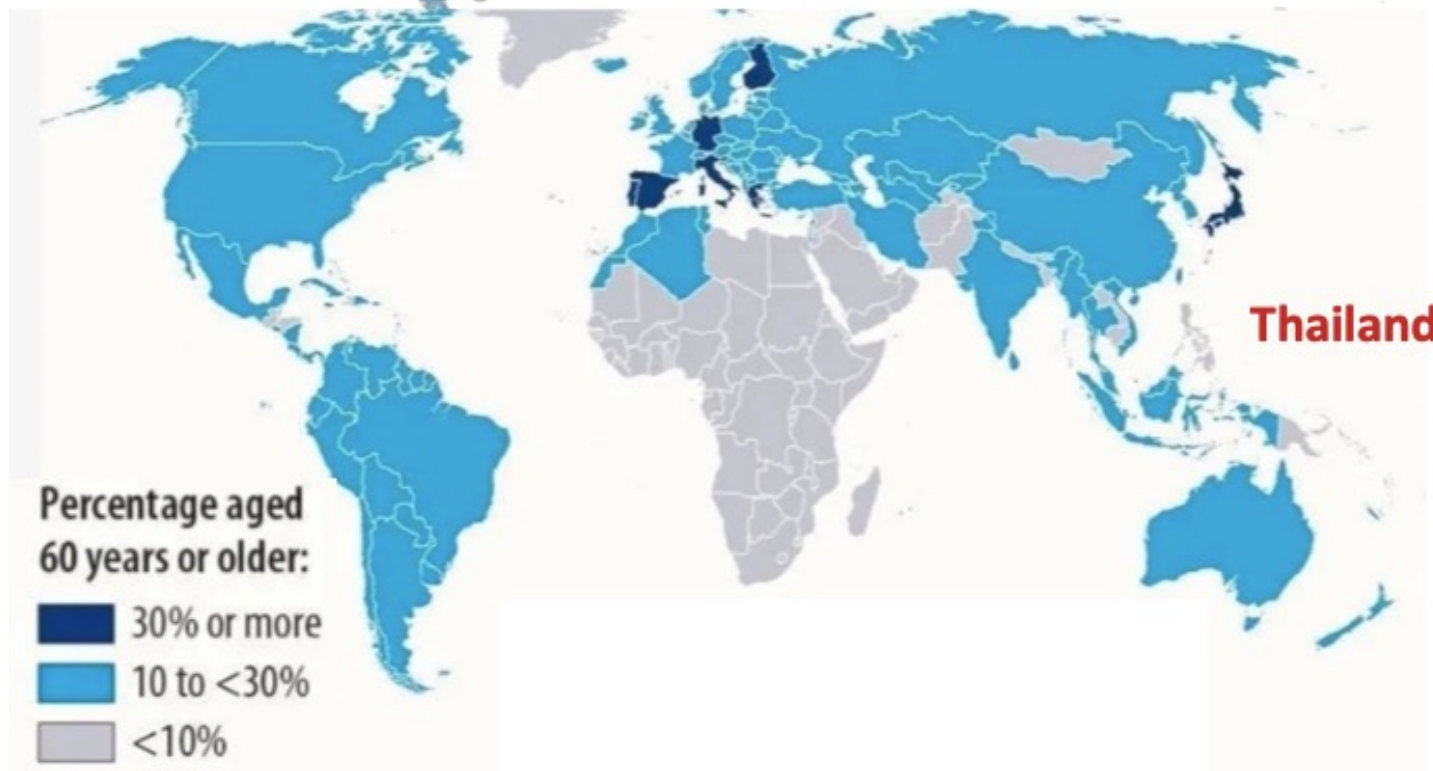 Thailand
Percentage aged
60 years or older:
30% or more
10 to <30%
<10%